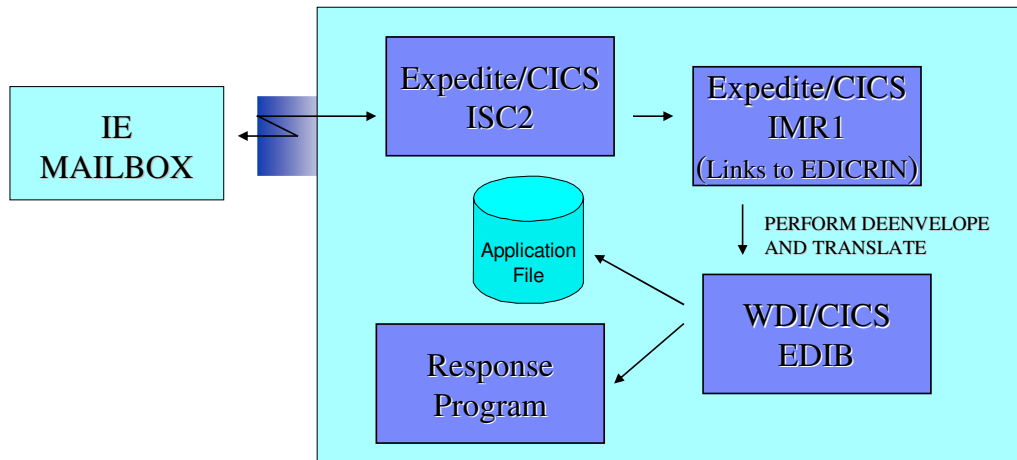 IE
MAILBOX
Expedite/CICS
ISC2
Expedite/CICS
IMR1
(Links to EDICRIN)
PERFORM DEENVELOPE
AND TRANSLATE
Application
File
WDI/CICS
EDIB
Response
Program